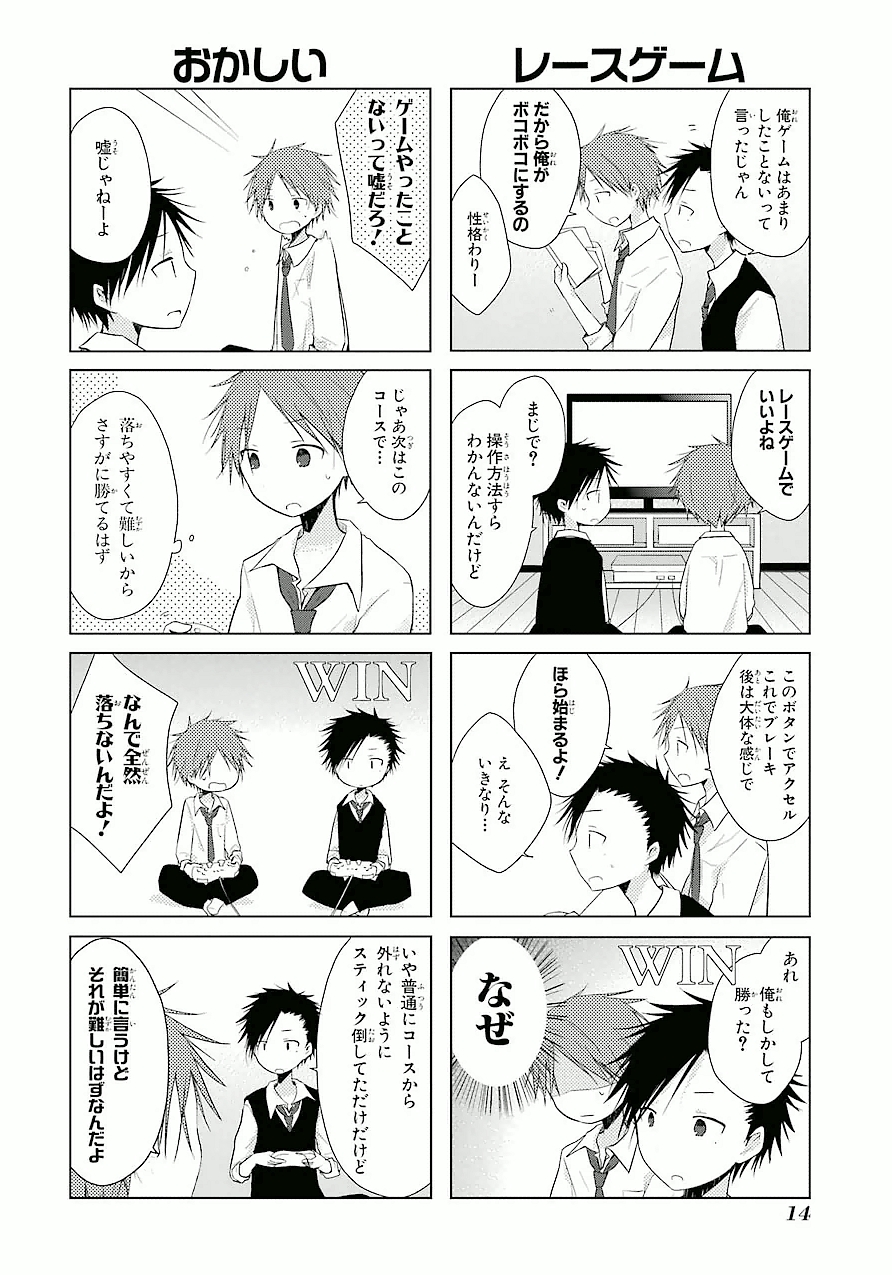 レースゲーム
俺ゲームはあまり
したことないって
言ったじゃん
だから俺が
ボコボコにするの
性格わりー
レースゲームで
いいよね
まじで？
操作方法すら
わかんないんだけど
このボタンでアクセル
これでブレーキ
後は大体な感じで
ほら始まるよ！
え そんな
いきなり…
WIN
あれ
俺もしかして
勝った？
なぜ
おかしい
ゲームやったこと
ないって嘘だろ！
嘘じゃねーよ
じゃあ次はこの
コースで…
落ちやすくて難しいから
さすがに勝てるはず
WIN
なんで全然
落ちないんだよ！
いや普通にコースから
外れないように
スティック倒してただけだけど
簡単に言うけど
それが難しいはずなんだよ
14